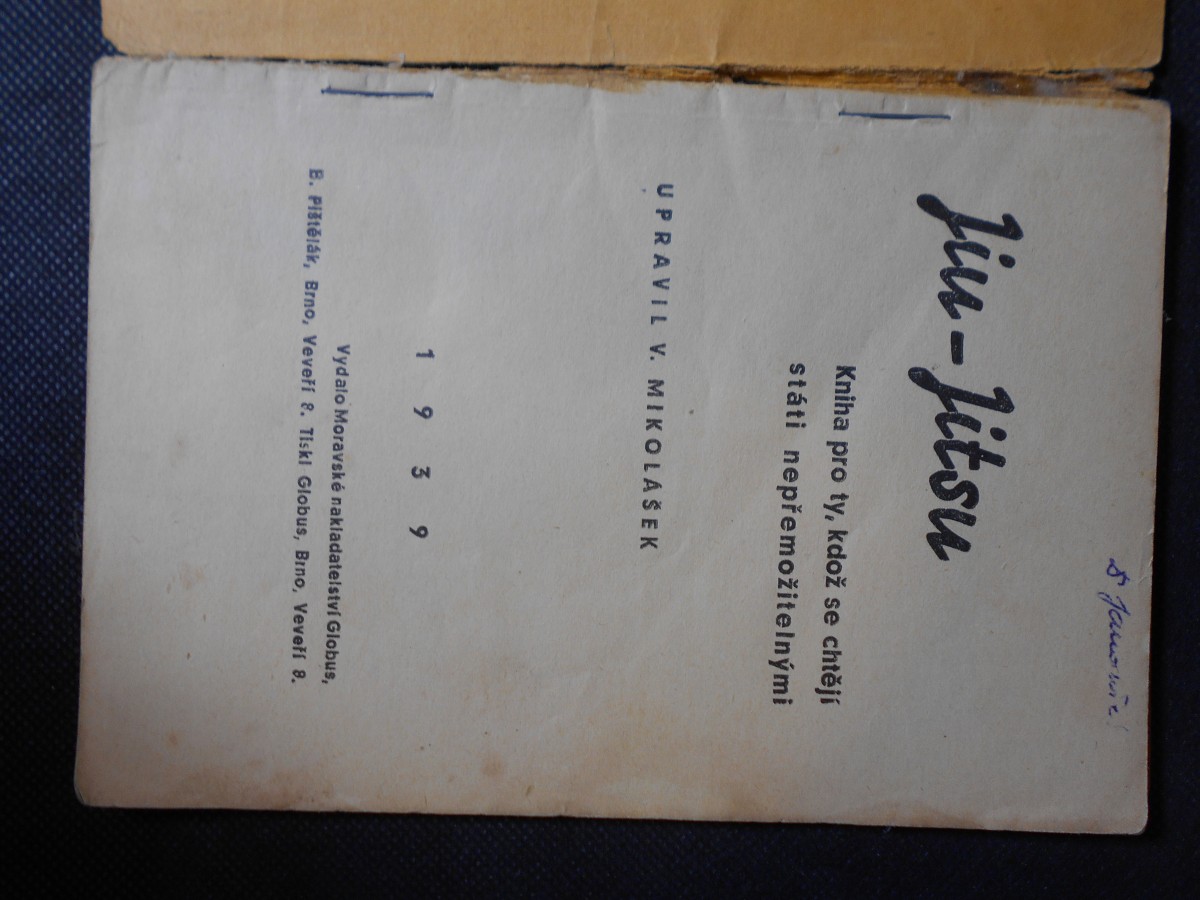 Jiu-Jitsu
Kniha pro ty, kdož se chtějí
státi nepřemožitelnými
UPRAVIL V. MIKOLÁŠEK
1939
Vydalo Moravské nakladatelství Globus,
B. Pištělák, Brno, Veveří 8. Tiskl Globus, Brno, Veveří 8.